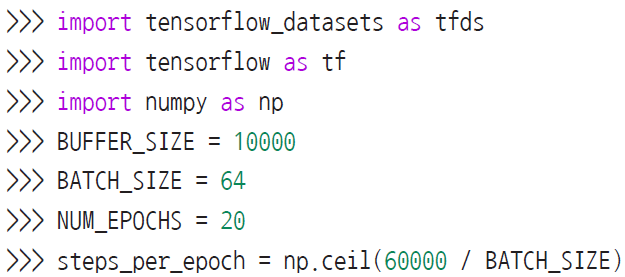 >>> import tensorflow_datasets as tfds
>>> import tensorflow as tf
>>> import numpy as np
>>> BUFFER_SIZE = 10000
>>> BATCH_SIZE = 64
>>> NUM_EPOCHS = 20
>>> steps_per_epoch = np.ceil(60000 / BATCH_SIZE)